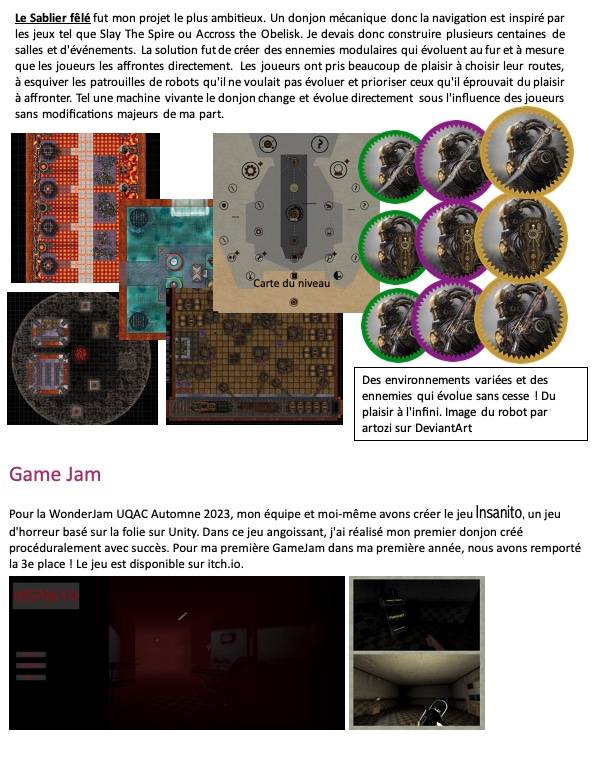 Le Sablier fêlé fut mon projet le plus ambitieux. Un donjon mécanique donc la navigation est inspiré par
les jeux tel que Slay The Spire ou Accross the Obelisk. Je devais donc construire plusieurs centaines de
salles et d'événements. La solution fut de créer des ennemies modulaires qui évoluent au fur et à mesure
que les joueurs les affrontes directement. Les joueurs ont pris beaucoup de plaisir à choisir leur routes,
à esquiver les patrouilles de robots qu'il ne voulait pas évoluer et prioriser ceux qu'il éprouvait du plaisir
à affronter. Tel une machine vivante le donjon change et évolue directement sous l'influence des joueurs
sans modifications majeurs de ma part.
Carte du niveau
Des environnements variées et des
ennemies qui évolue sans cesse ! Du
plaisir à l'infini. Image du robot par
artozi sur DeviantArt
Game Jam
Pour la WonderJam UQAC Automne 2023, mon équipe et moi-même avons créer le jeu Insanito, un jeu
d'horreur basé sur la folie sur Unity. Dans ce jeu angoissant, j'ai réalisé mon premier donjon créé
procéduralement avec succès. Pour ma première GameJam dans ma première année, nous avons remporté
la 3e place ! Le jeu est disponible sur itch.io.